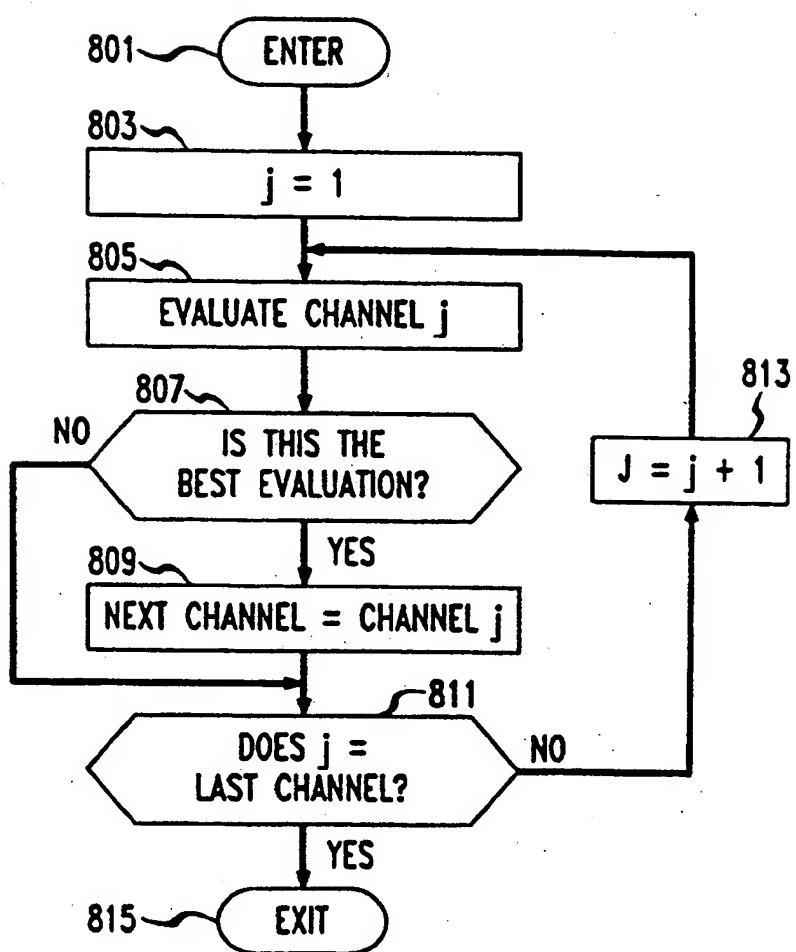 801
ENTER
803
j = 1
805
EVALUATE CHANNEL j
807
NO
IS THIS THE
BEST EVALUATION?
813
J = j + 1
YES
809
NEXT CHANNEL = CHANNEL j
811
DOES j =
LAST CHANNEL?
NO
YES
815
EXIT